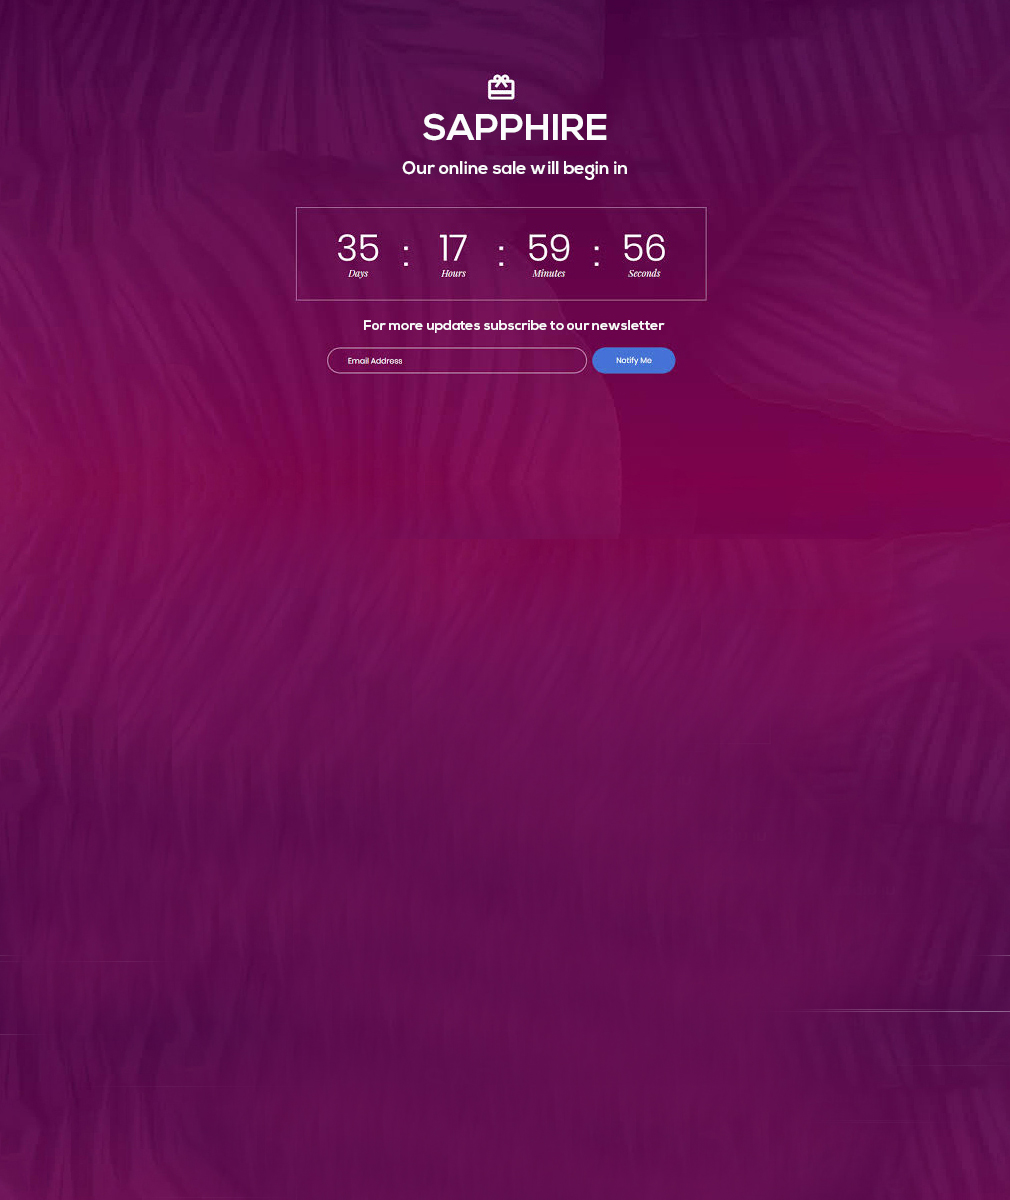 SAPPHIRE
Our online sale will begin in
35 : 17 : 59 : 56
Days Hours Minutes Seconds
For more updates subscribe to our newsletter
Email Address Notify Me